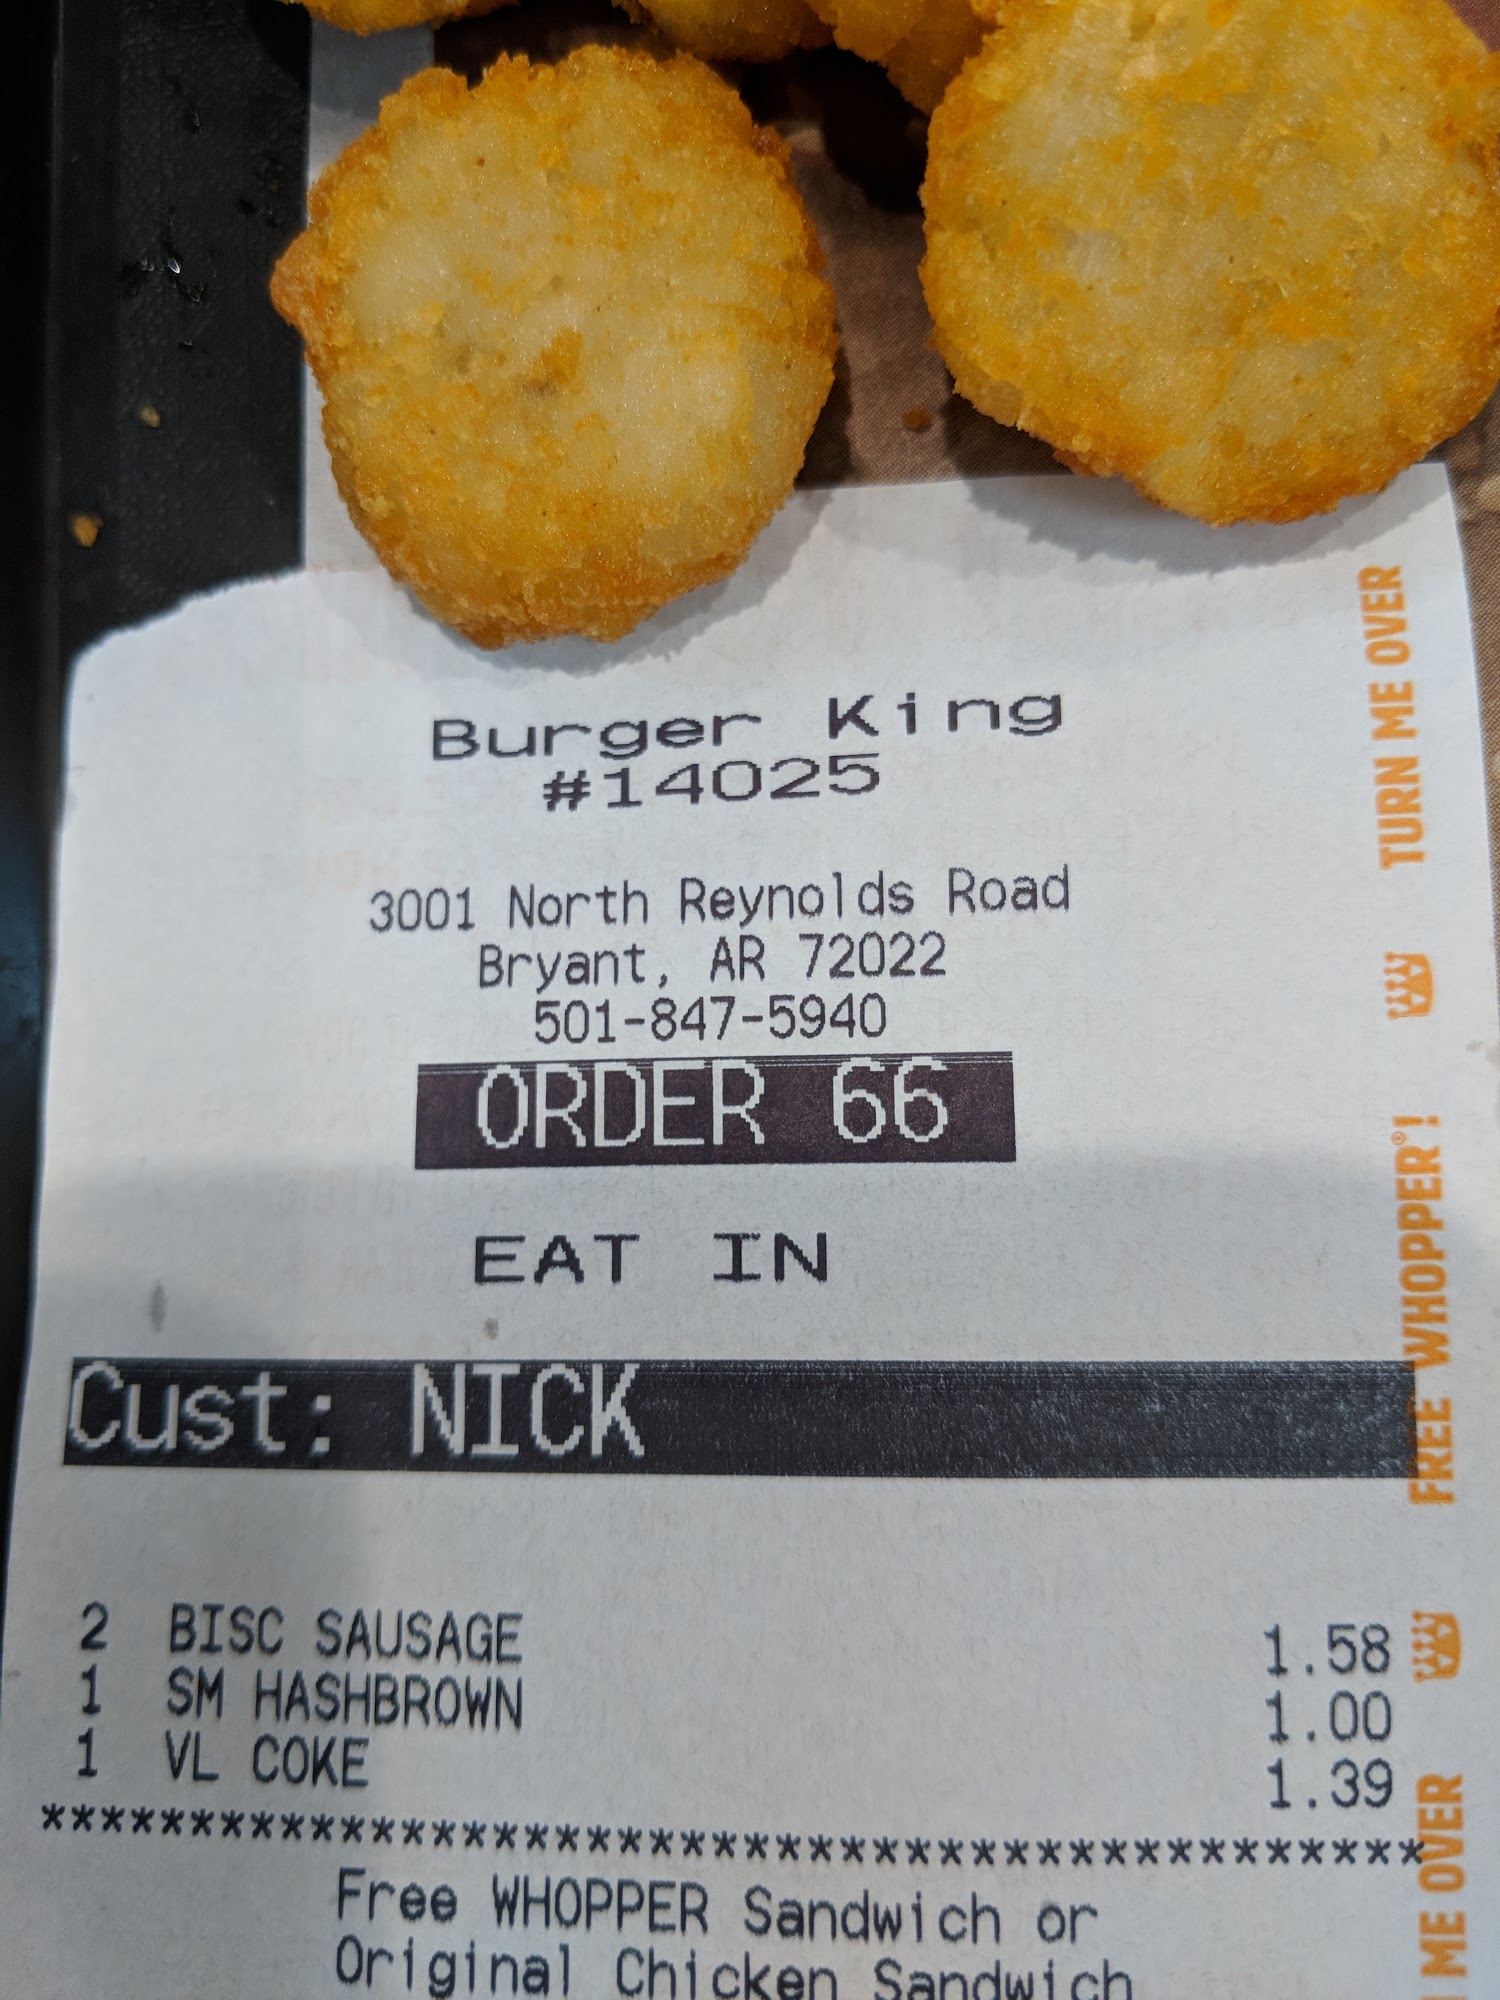 Burger King
#14025
3001 North Reynolds Road
Bryant, AR 72022
501-847-5940
ORDER 66
EAT IN
Cust: NICK
2 BISC SAUSAGE 1.58
1 SM HASHBROWN 1.00
1 VL COKE 1.39
****************************************
Free WHOPPER Sandwich or
Original Chicken Sandwich
TURN ME OVER
FREE WHOPPER®!
ME OVER